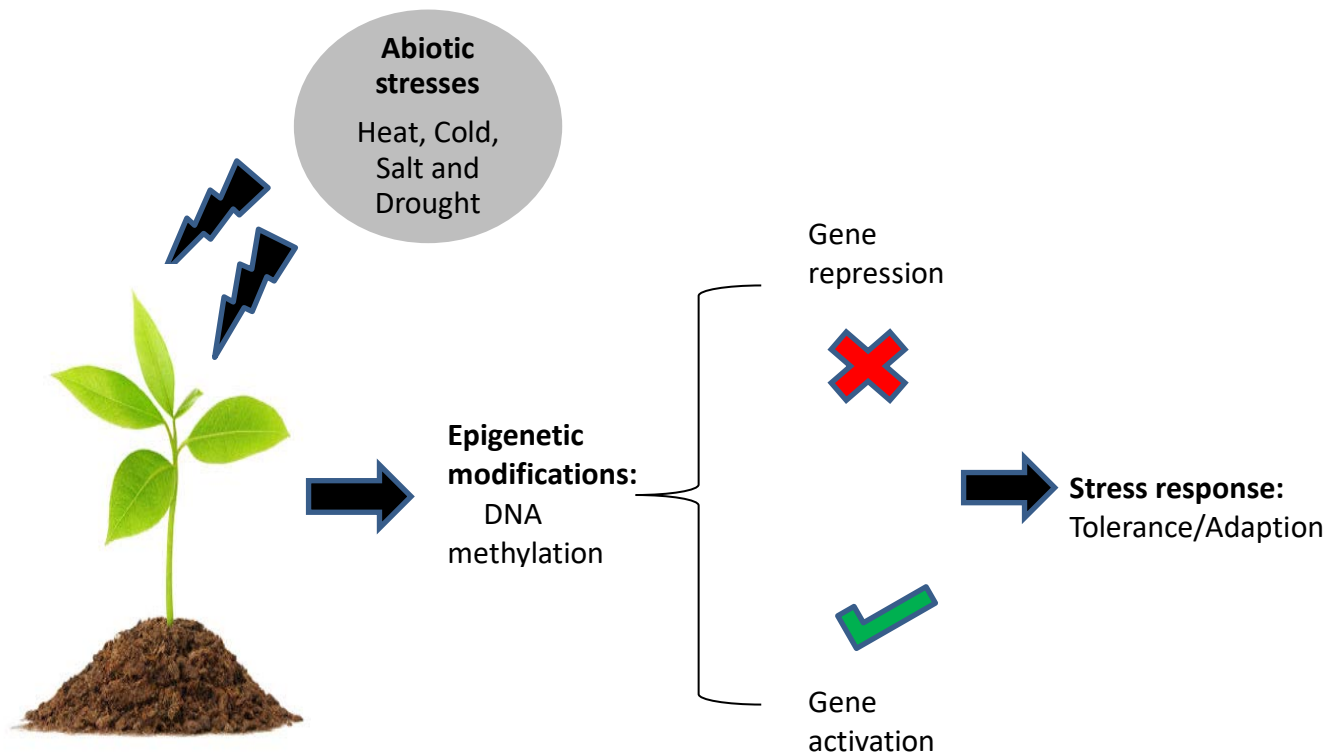 Abiotic
stresses
Heat, Cold,
Salt and
Drought
Gene
repression
Epigenetic
modifications:
DNA
methylation
Stress response:
Tolerance/Adaption
Gene
activation